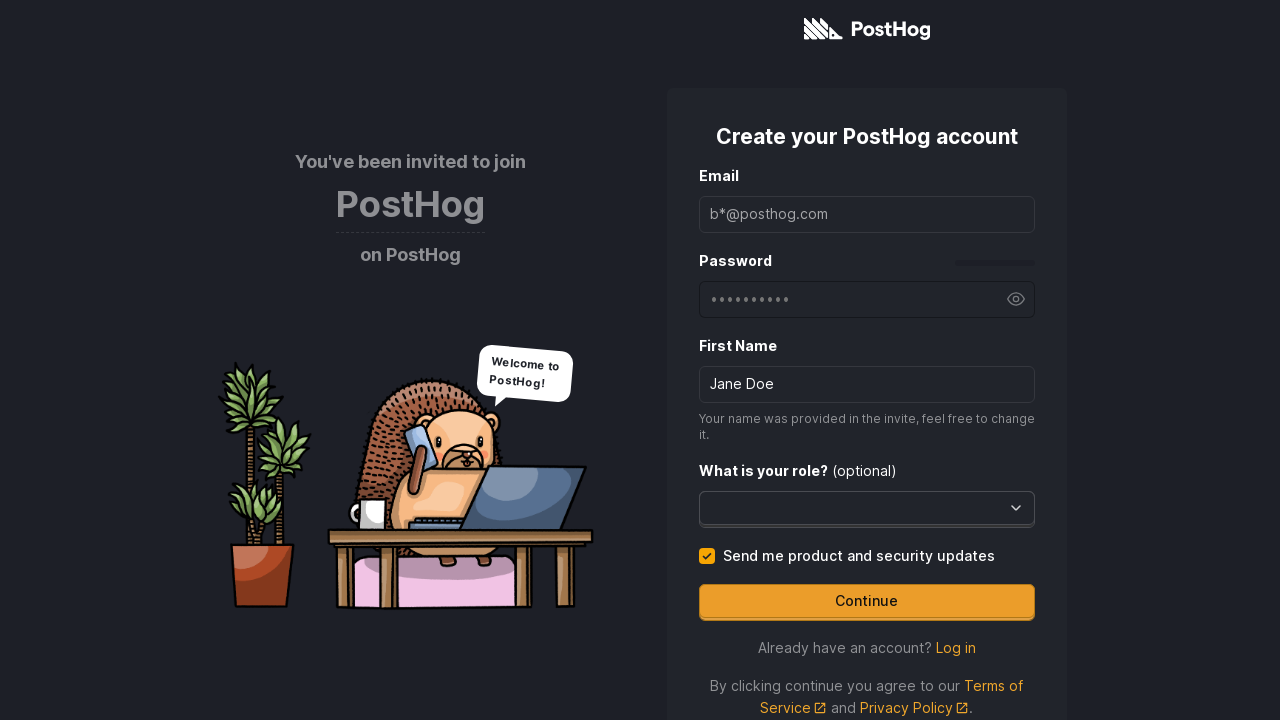 PostHog
You've been invited to join
PostHog
on PostHog
Welcome to
PostHog!
Create your PostHog account
Email
b*@posthog.com
Password
••••••••••
First Name
Jane Doe
Your name was provided in the invite, feel free to change
it.
What is your role? (optional)
Send me product and security updates
Continue
Already have an account? Log in
By clicking continue you agree to our Terms of
Service and Privacy Policy.